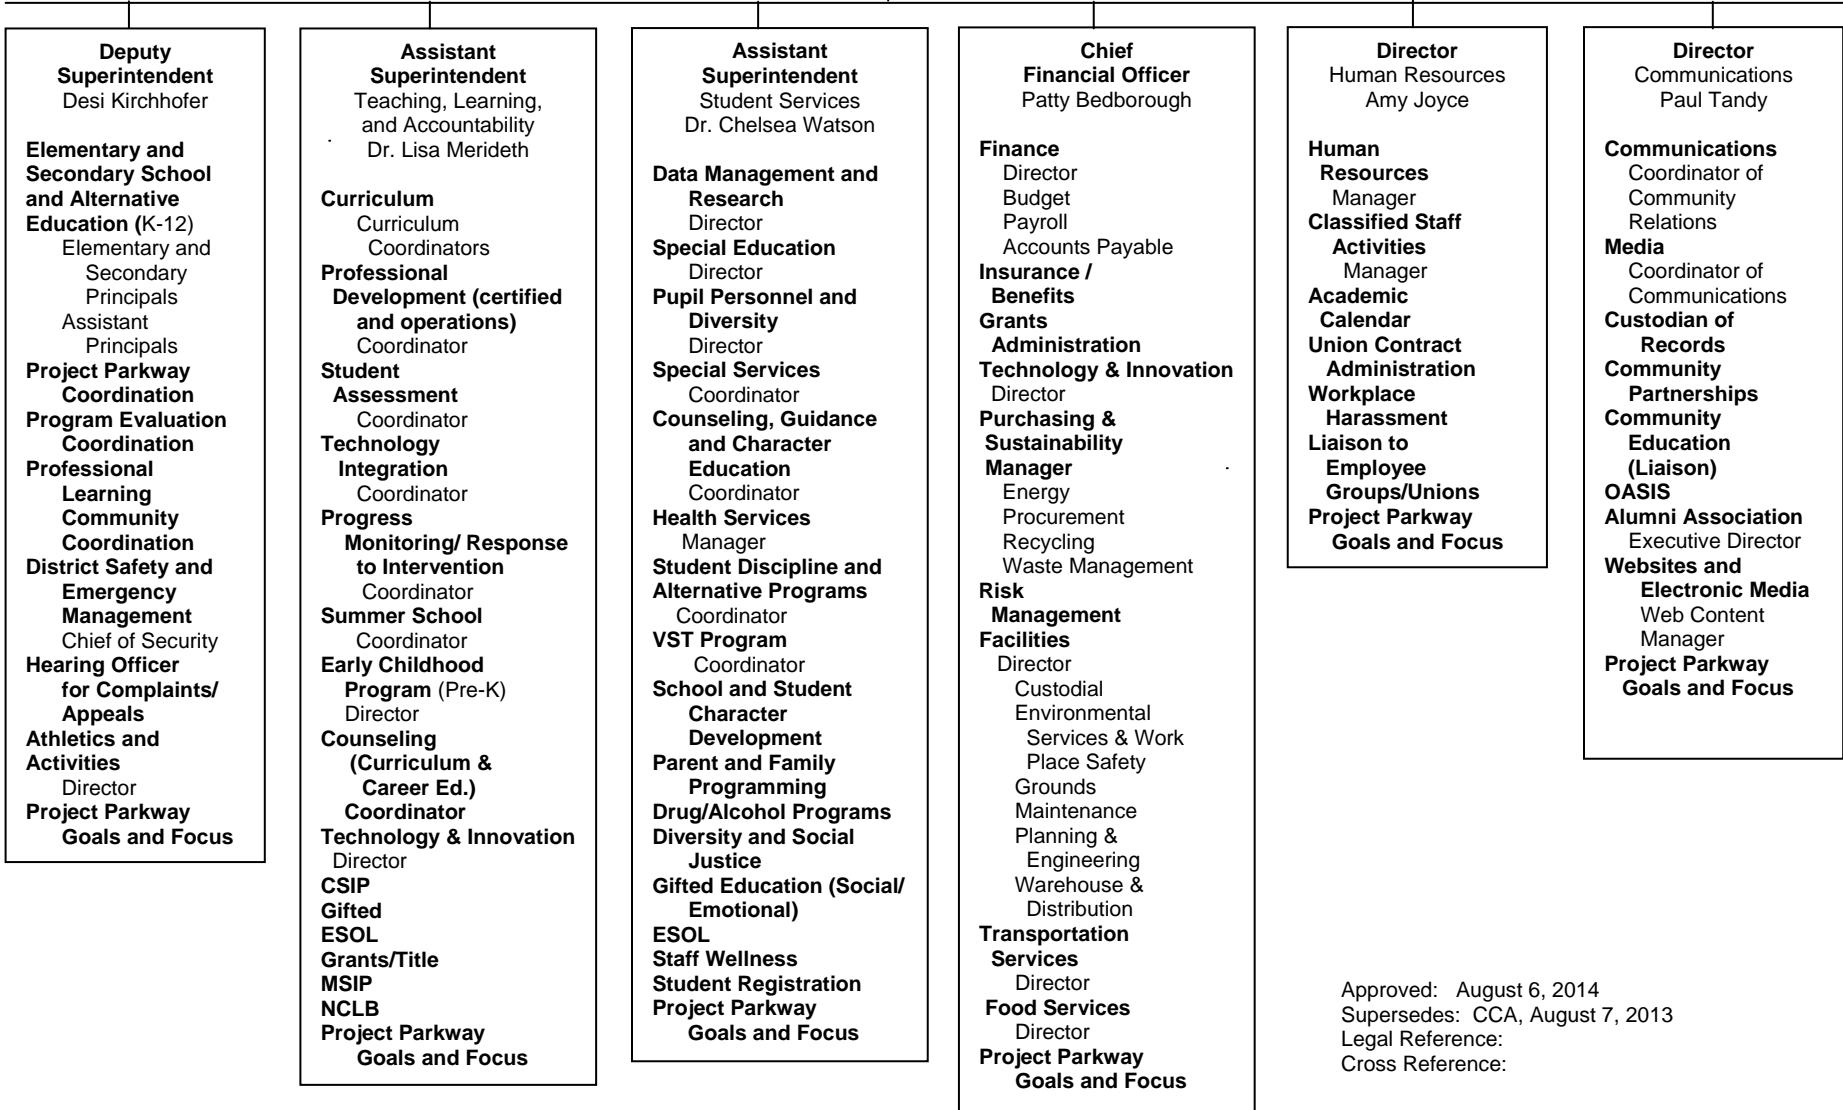 Deputy
Superintendent
Desi Kirchhofer
Elementary and
Secondary School
and Alternative
Education (K-12)
Elementary and
Secondary
Principals
Assistant
Principals
Project Parkway
Coordination
Program Evaluation
Coordination
Professional
Learning
Community
Coordination
District Safety and
Emergency
Management
Chief of Security
Hearing Officer
for Complaints/
Appeals
Athletics and
Activities
Director
Project Parkway
Goals and Focus
Assistant
Superintendent
Teaching, Learning,
and Accountability
Dr. Lisa Merideth
Curriculum
Curriculum
Coordinators
Professional
Development (certified
and operations)
Coordinator
Student
Assessment
Coordinator
Technology
Integration
Coordinator
Progress
Monitoring/ Response
to Intervention
Coordinator
Summer School
Coordinator
Early Childhood
Program (Pre-K)
Director
Counseling
(Curriculum &
Career Ed.)
Coordinator
Technology & Innovation
Director
CSIP
Gifted
ESOL
Grants/Title
MSIP
NCLB
Project Parkway
Goals and Focus
Assistant
Superintendent
Student Services
Dr. Chelsea Watson
Data Management and
Research
Director
Special Education
Director
Pupil Personnel and
Diversity
Director
Special Services
Coordinator
Counseling, Guidance
and Character
Education
Coordinator
Health Services
Manager
Student Discipline and
Alternative Programs
Coordinator
VST Program
Coordinator
School and Student
Character
Development
Parent and Family
Programming
Drug/Alcohol Programs
Diversity and Social
Justice
Gifted Education (Social/
Emotional)
ESOL
Staff Wellness
Student Registration
Project Parkway
Goals and Focus
Chief
Financial Officer
Patty Bedborough
Finance
Director
Budget
Payroll
Accounts Payable
Insurance /
Benefits
Grants
Administration
Technology & Innovation
Director
Purchasing &
Sustainability
Manager
Energy
Procurement
Recycling
Waste Management
Risk
Management
Facilities
Director
Custodial
Environmental
Services & Work
Place Safety
Grounds
Maintenance
Planning &
Engineering
Warehouse &
Distribution
Transportation
Services
Director
Food Services
Director
Project Parkway
Goals and Focus
Director
Human Resources
Amy Joyce
Human
Resources
Manager
Classified Staff
Activities
Manager
Academic
Calendar
Union Contract
Administration
Workplace
Harassment
Liaison to
Employee
Groups/Unions
Project Parkway
Goals and Focus
Director
Communications
Paul Tandy
Communications
Coordinator of
Community
Relations
Media
Coordinator of
Communications
Custodian of
Records
Community
Partnerships
Community
Education
(Liaison)
OASIS
Alumni Association
Executive Director
Websites and
Electronic Media
Web Content
Manager
Project Parkway
Goals and Focus
Approved: August 6, 2014
Supersedes: CCA, August 7, 2013
Legal Reference:
Cross Reference: